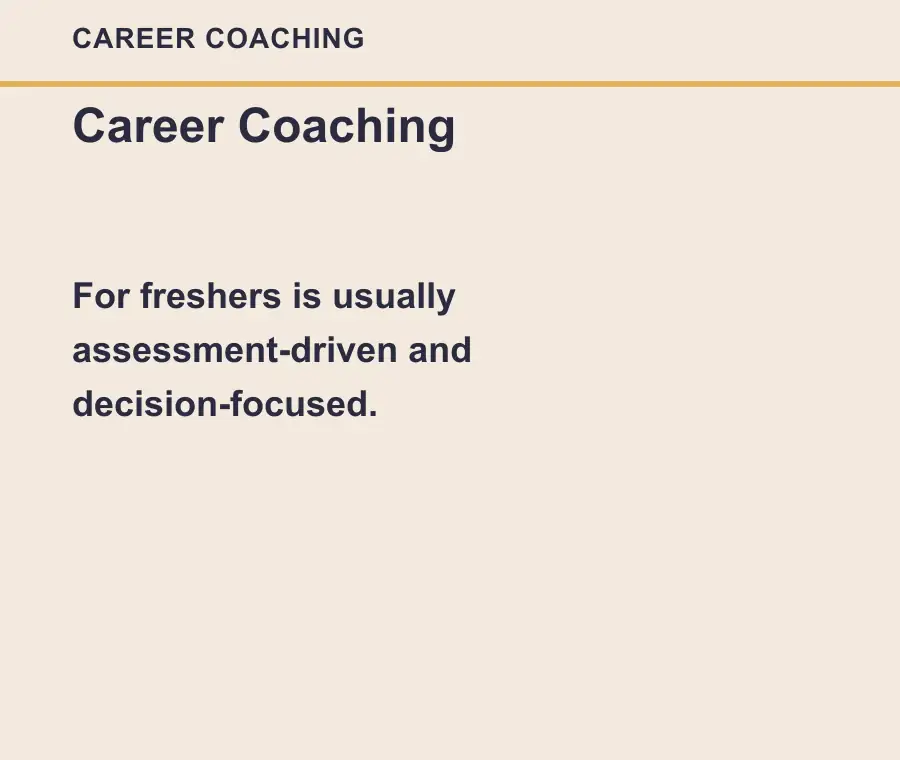 CAREER COACHING
Career Coaching
For freshers is usually
assessment-driven and
decision-focused.